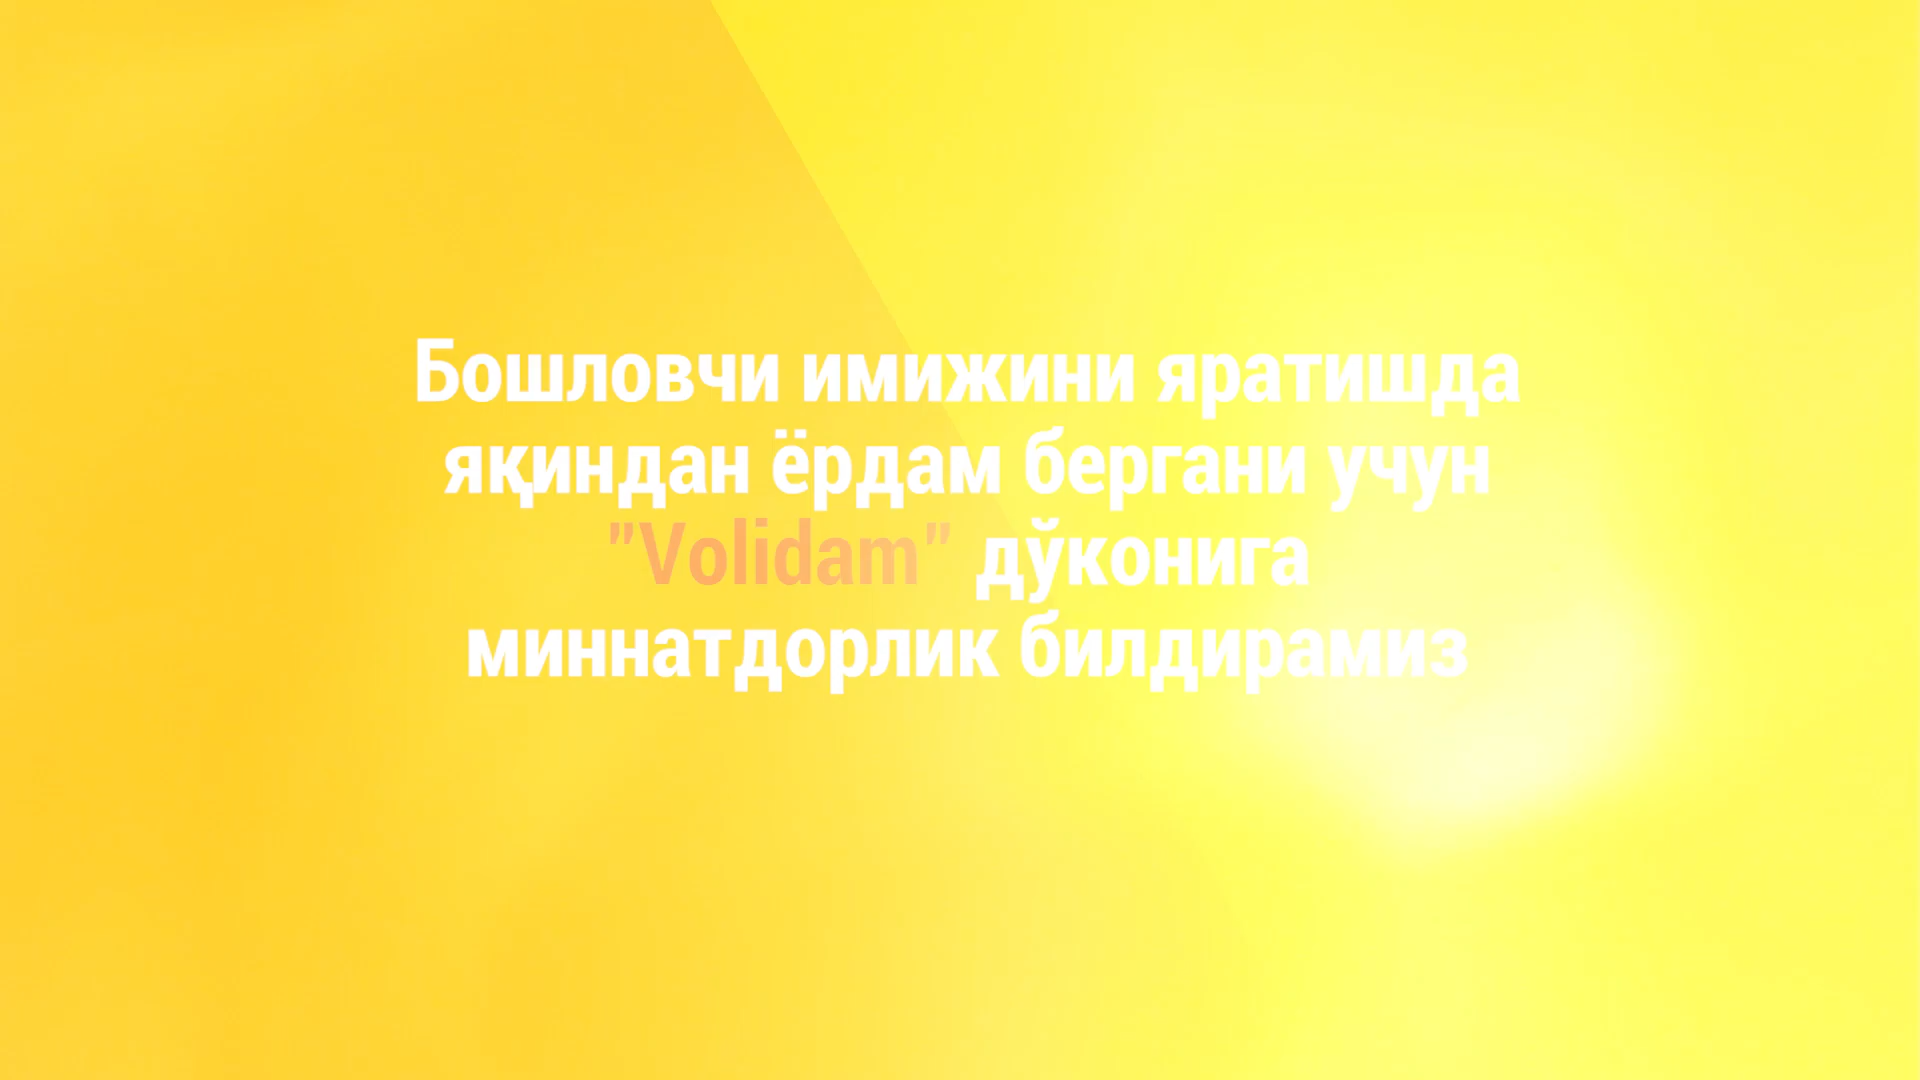 Бошловчи имижини яратишда
яқиндан ёрдам бергани учун
"Volidam" дўконига
миннатдорлик билдирамиз